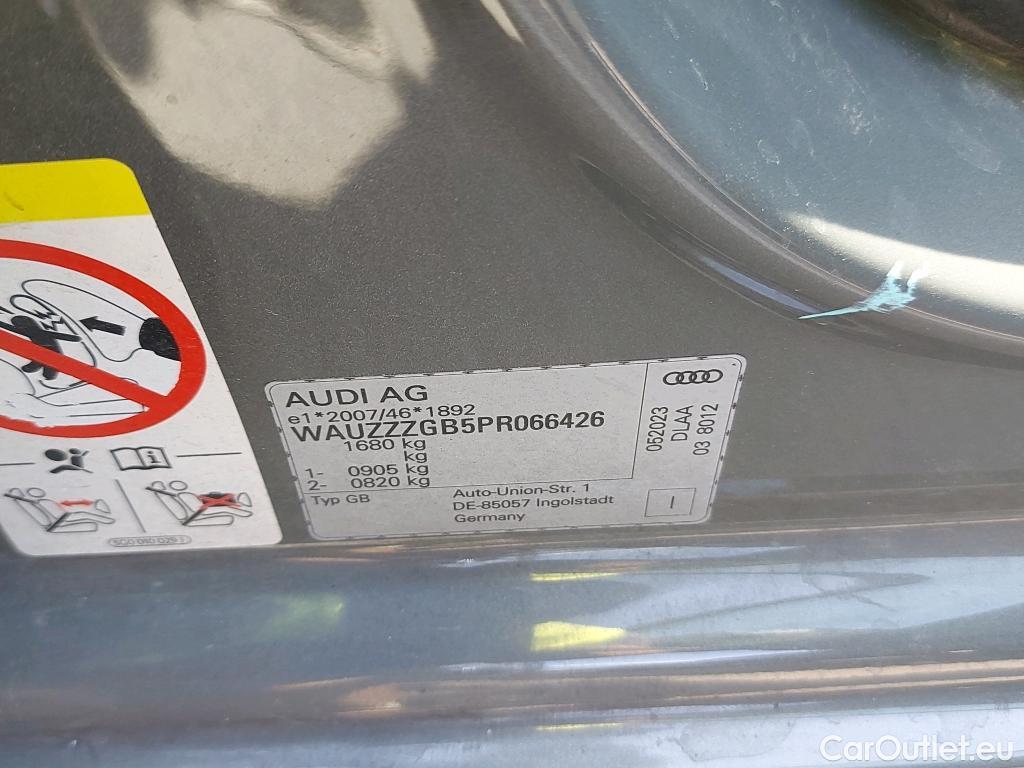 AUDI AG
e1*2007/46*1892
WAUZZZGB5PR066426
1680 kg
kg
1- 0905 kg
2- 0820 kg
Typ GB
Auto-Union-Str. 1
DE-85057 Ingolstadt
Germany
052023
DLAA
03 8012
I
CarOutlet.eu